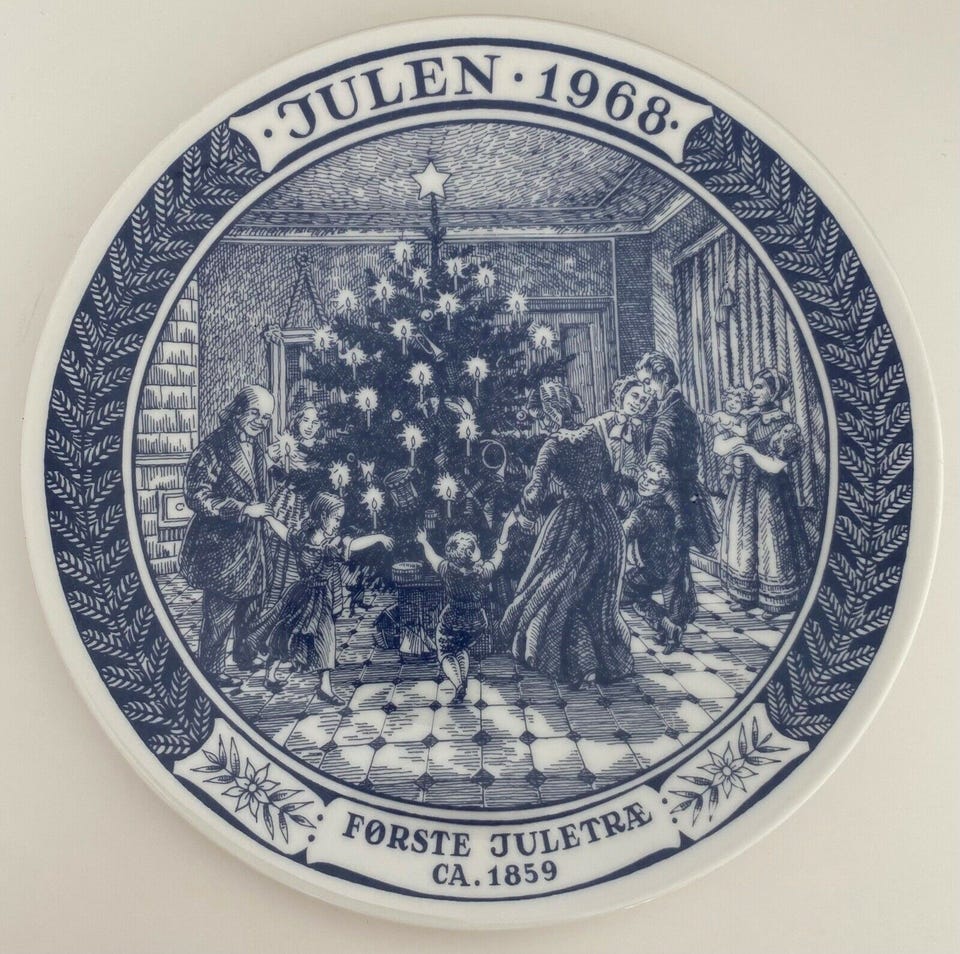 ·JULEN·1968·
FØRSTE JULETRÆ
CA. 1859